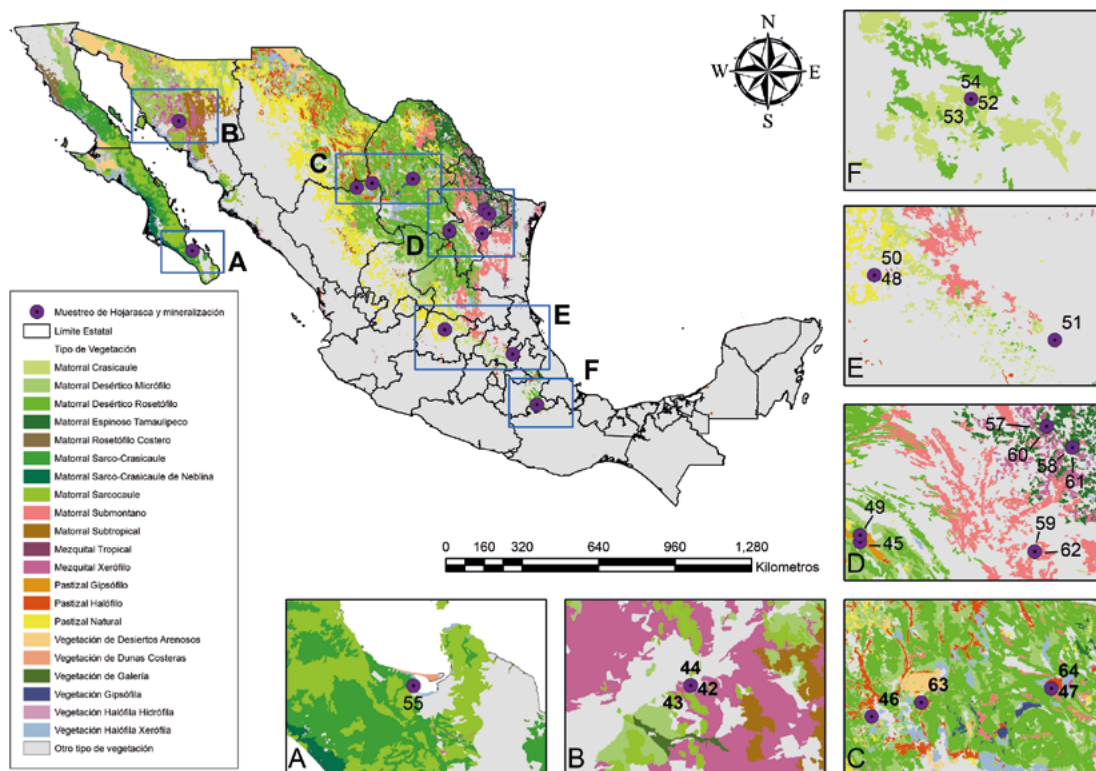 N
W
E
S
A
B
C
D
E
F
Muestreo de Hojarasca y mineralización
Límite Estatal
Tipo de Vegetación
Matorral Crasicaule
Matorral Desértico Micrófilo
Matorral Desértico Rosetófilo
Matorral Espinoso Tamaulipeco
Matorral Rosetófilo Costero
Matorral Sarco-Crasicaule
Matorral Sarco-Crasicaule de Neblina
Matorral Sarcocaule
Matorral Submontano
Matorral Subtropical
Mezquital Tropical
Mezquital Xerófilo
Pastizal Gipsófilo
Pastizal Halófilo
Pastizal Natural
Vegetación de Desiertos Arenosos
Vegetación de Dunas Costeras
Vegetación de Galería
Vegetación Gipsófila
Vegetación Halófila Hidrófila
Vegetación Halófila Xerófila
Otro tipo de vegetación
0 160 320 640 960 1,280
Kilometros
54
52
53
F
50
48
51
E
57
60
58
61
49
45
59
62
D
55
A
44
42
43
B
46
63
64
47
C